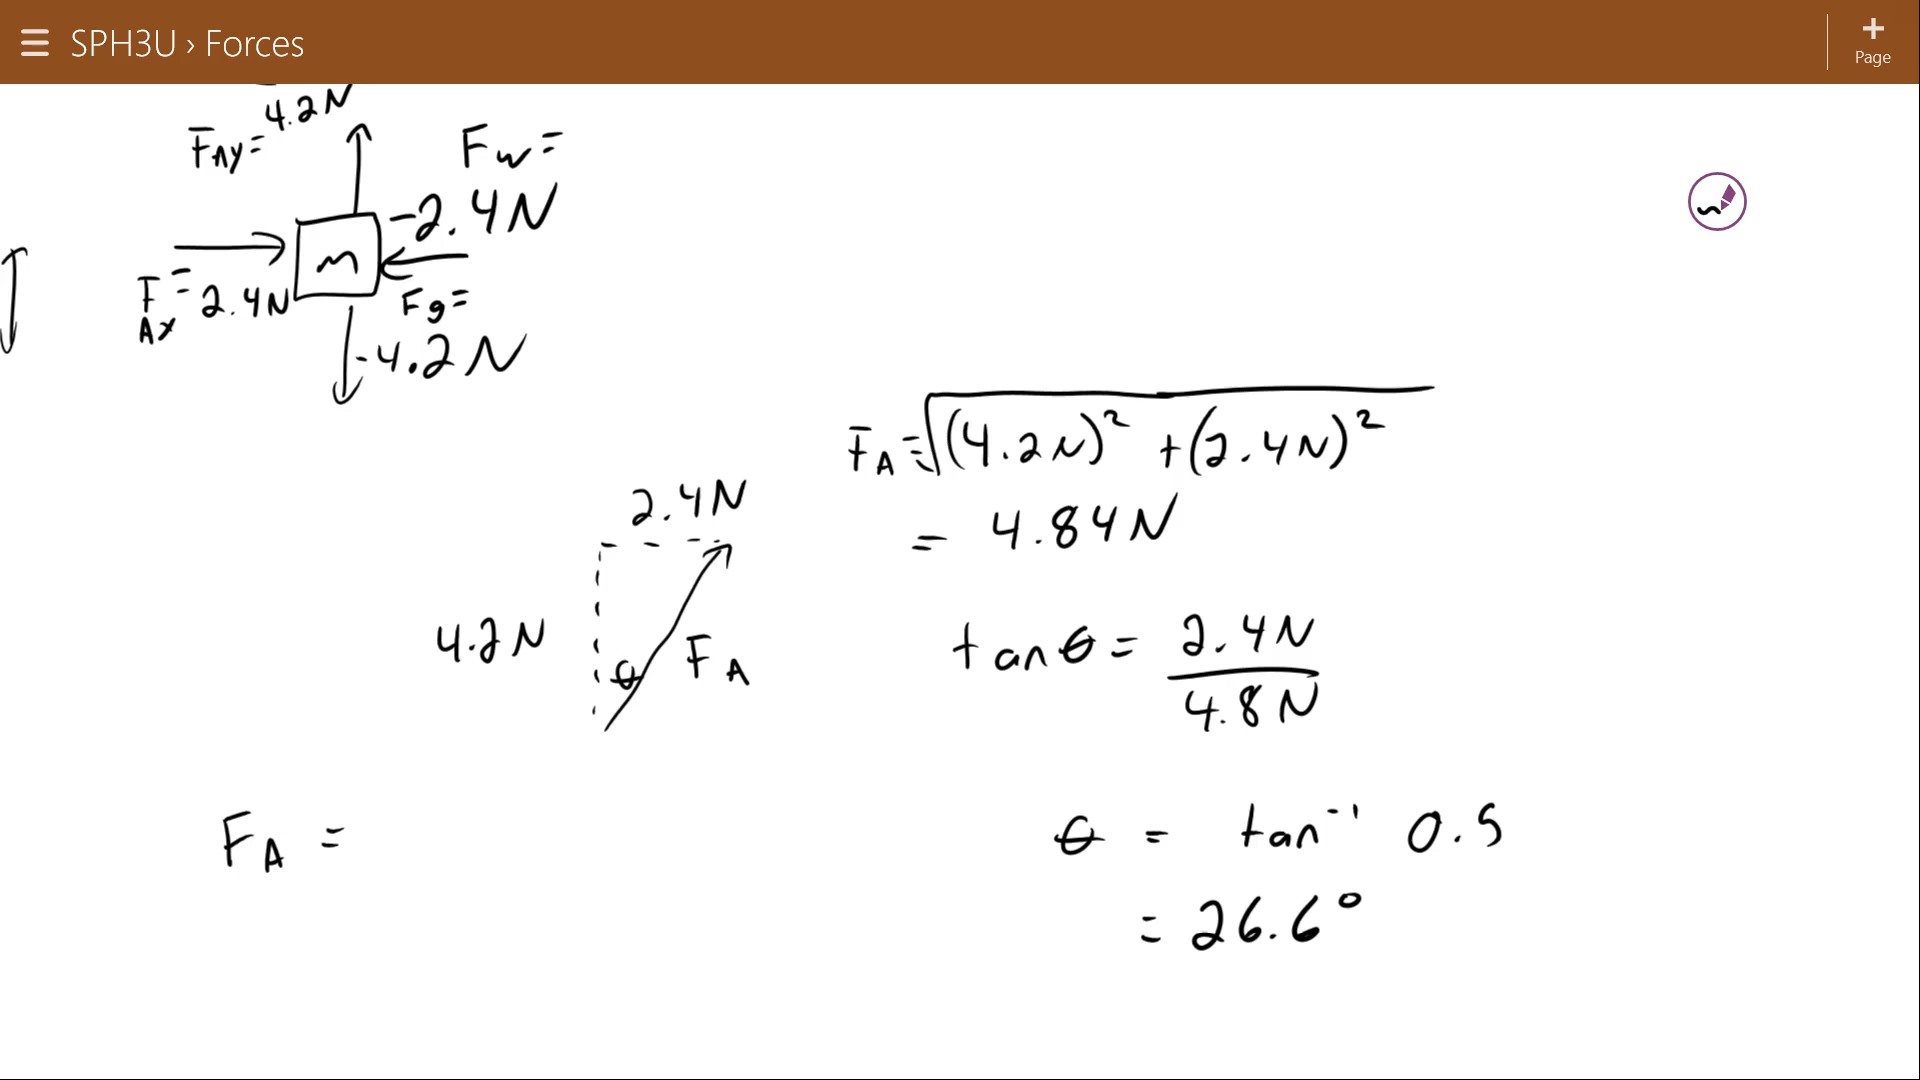 SPH3U › Forces
+
Page
4.2N
FAy=
Fw=
-2.4N
m
F = 2.4N
Ax
Fg=
-4.2N
FA=√(4.2N)² + (2.4N)²
= 4.84N
2.4N
4.2N
θ
FA
tanθ = 2.4N
4.8N
FA =
θ = tan⁻¹ 0.5
= 26.6°